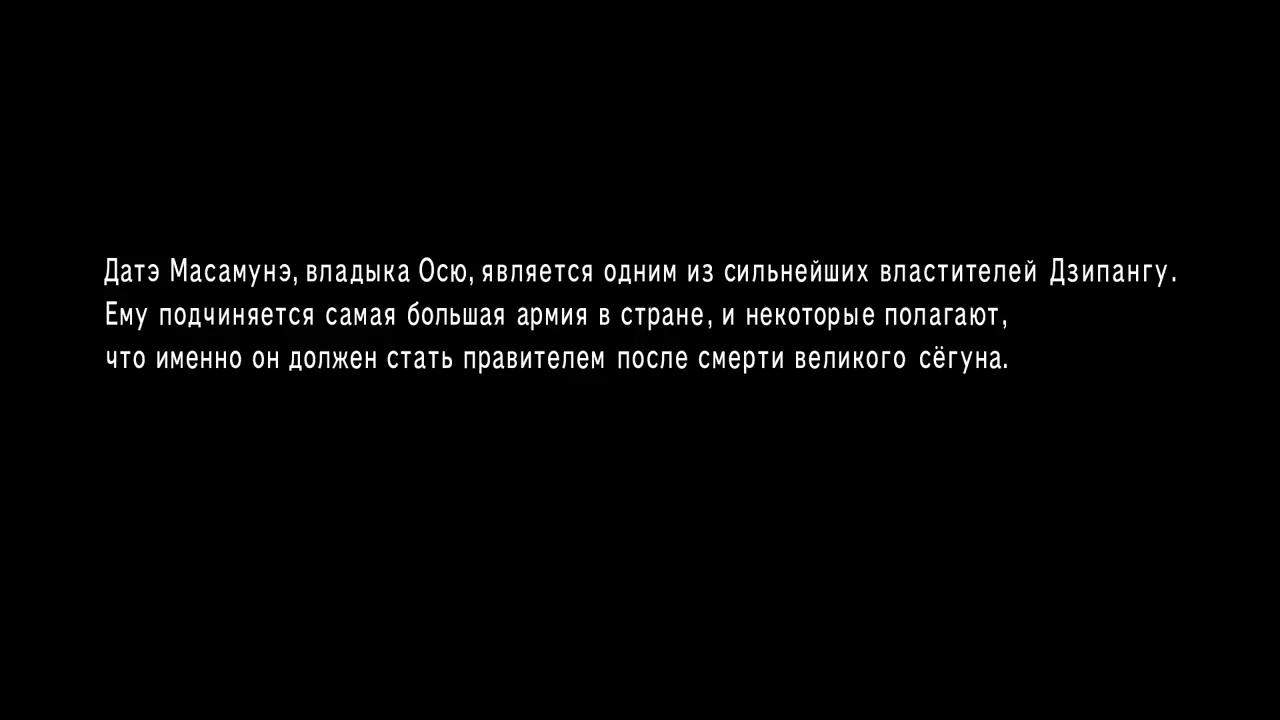 Датэ Масамунэ, владыка Осю, является одним из сильнейших властителей Дзипангу.
Ему подчиняется самая большая армия в стране, и некоторые полагают,
что именно он должен стать правителем после смерти великого сёгуна.